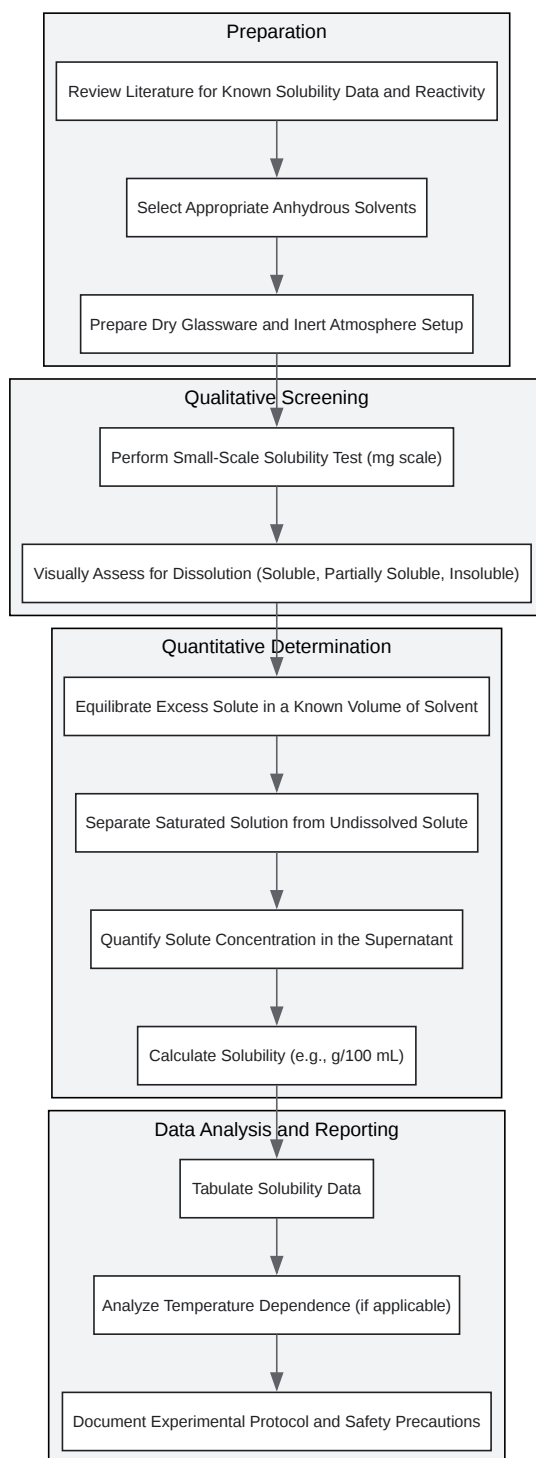 Preparation
Review Literature for Known Solubility Data and Reactivity
Select Appropriate Anhydrous Solvents
Prepare Dry Glassware and Inert Atmosphere Setup
Qualitative Screening
Perform Small-Scale Solubility Test (mg scale)
Visually Assess for Dissolution (Soluble, Partially Soluble, Insoluble)
Quantitative Determination
Equilibrate Excess Solute in a Known Volume of Solvent
Separate Saturated Solution from Undissolved Solute
Quantify Solute Concentration in the Supernatant
Calculate Solubility (e.g., g/100 mL)
Data Analysis and Reporting
Tabulate Solubility Data
Analyze Temperature Dependence (if applicable)
Document Experimental Protocol and Safety Precautions